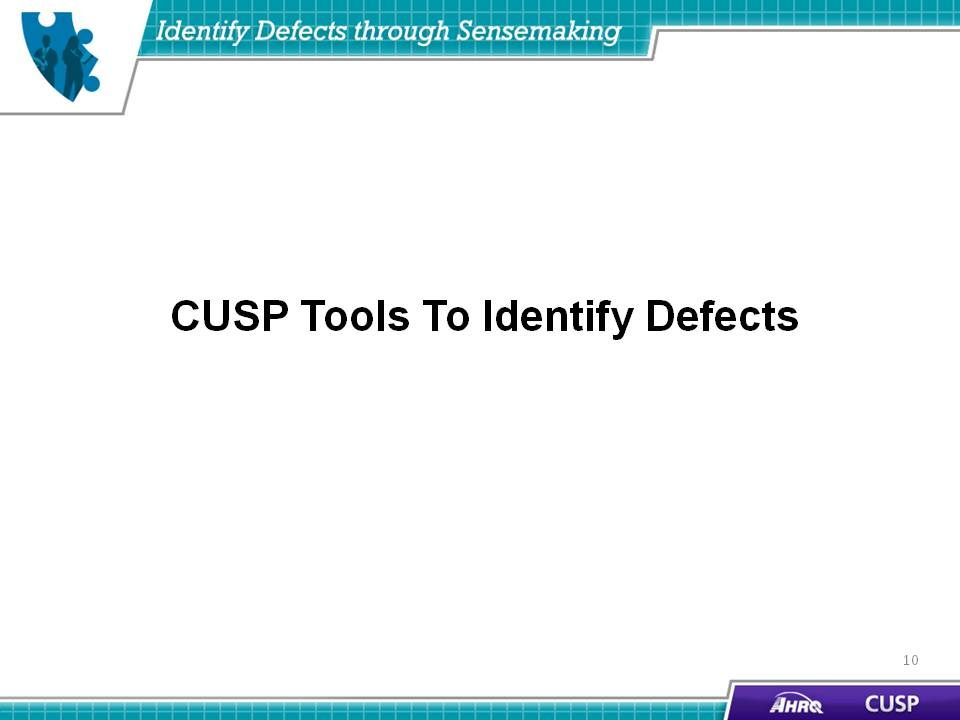 Identify Defects through Sensemaking
CUSP Tools To Identify Defects
10
AHRQ CUSP